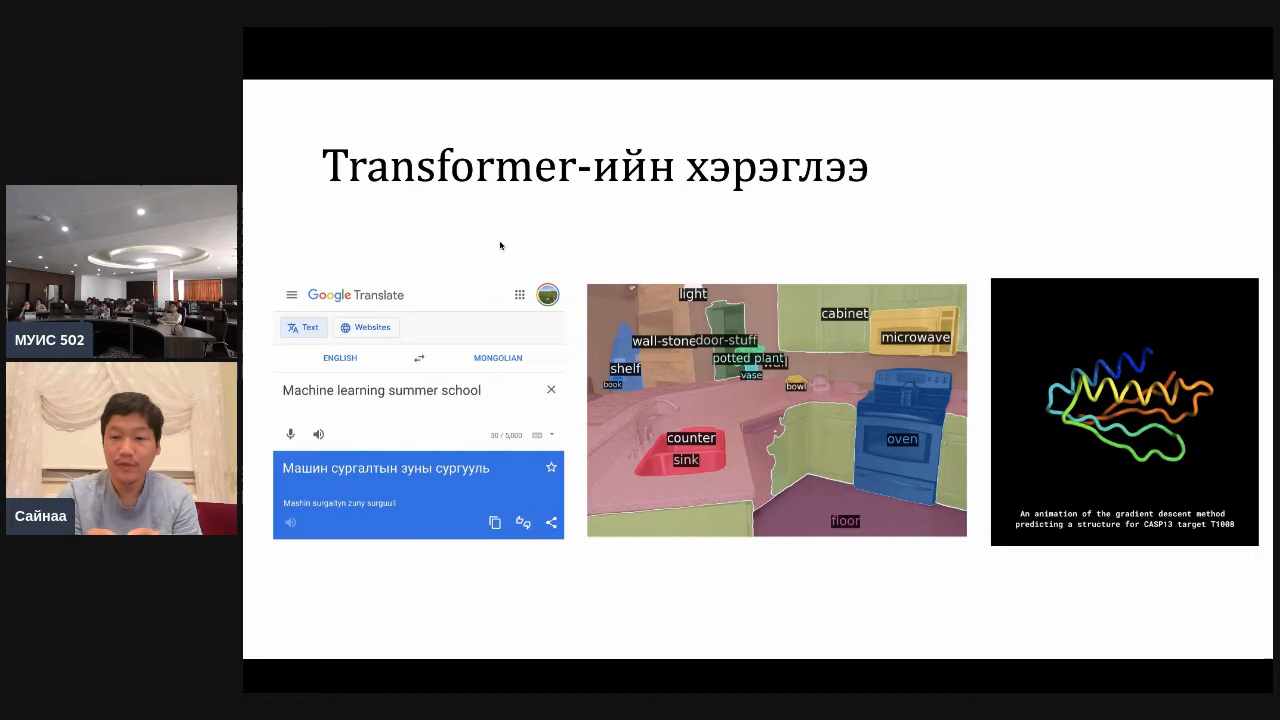 МУИС 502
Сайнаа
Transformer-ийн хэрэглээ
Google Translate
Text
Websites
ENGLISH
MONGOLIAN
Machine learning summer school
30 / 5,000
Машин сургалтын зуны сургууль
Mashin surgaltyn zuny surguuli
light
cabinet
wall-stone
door-stuff
microwave
potted plant
wall
shelf
vase
book
bowl
counter
oven
sink
floor
An animation of the gradient descent method
predicting a structure for CASP13 target T1008